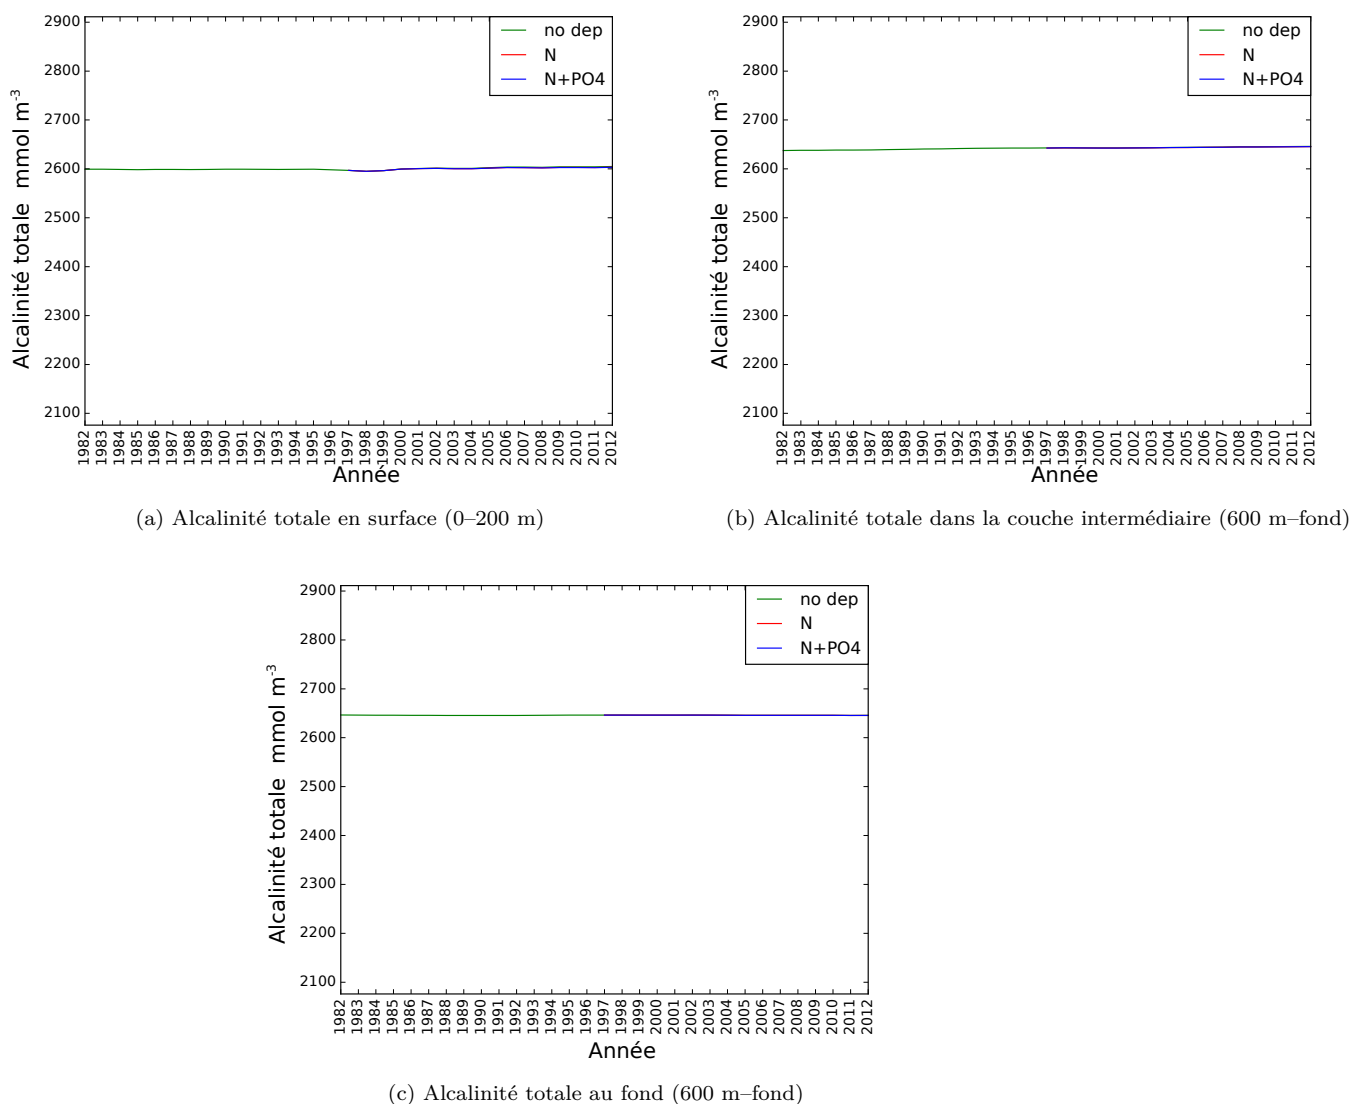 2900
2800
2700
2600
2500
2400
2300
2200
2100
Alcalinité totale mmol m-3
no dep
N
N+PO4
1982 1983 1984 1985 1986 1987 1988 1989 1990 1991 1992 1993 1994 1995 1996 1997 1998 1999 2000 2001 2002 2003 2004 2005 2006 2007 2008 2009 2010 2011 2012
Année
(a) Alcalinité totale en surface (0–200 m)
2900
2800
2700
2600
2500
2400
2300
2200
2100
Alcalinité totale mmol m-3
no dep
N
N+PO4
1982 1983 1984 1985 1986 1987 1988 1989 1990 1991 1992 1993 1994 1995 1996 1997 1998 1999 2000 2001 2002 2003 2004 2005 2006 2007 2008 2009 2010 2011 2012
Année
(b) Alcalinité totale dans la couche intermédiaire (600 m–fond)
2900
2800
2700
2600
2500
2400
2300
2200
2100
Alcalinité totale mmol m-3
no dep
N
N+PO4
1982 1983 1984 1985 1986 1987 1988 1989 1990 1991 1992 1993 1994 1995 1996 1997 1998 1999 2000 2001 2002 2003 2004 2005 2006 2007 2008 2009 2010 2011 2012
Année
(c) Alcalinité totale au fond (600 m–fond)